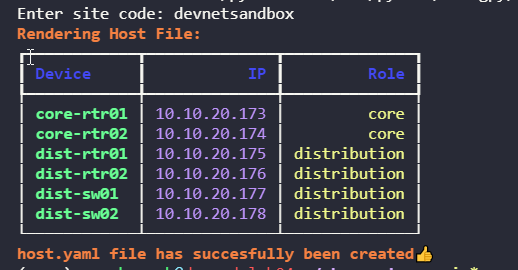 Enter site code: devnetsandbox
Rendering Host File:
Device IP Role
core-rtr01 10.10.20.173 core
core-rtr02 10.10.20.174 core
dist-rtr01 10.10.20.175 distribution
dist-rtr02 10.10.20.176 distribution
dist-sw01 10.10.20.177 distribution
dist-sw02 10.10.20.178 distribution
host.yaml file has succesfully been created👍